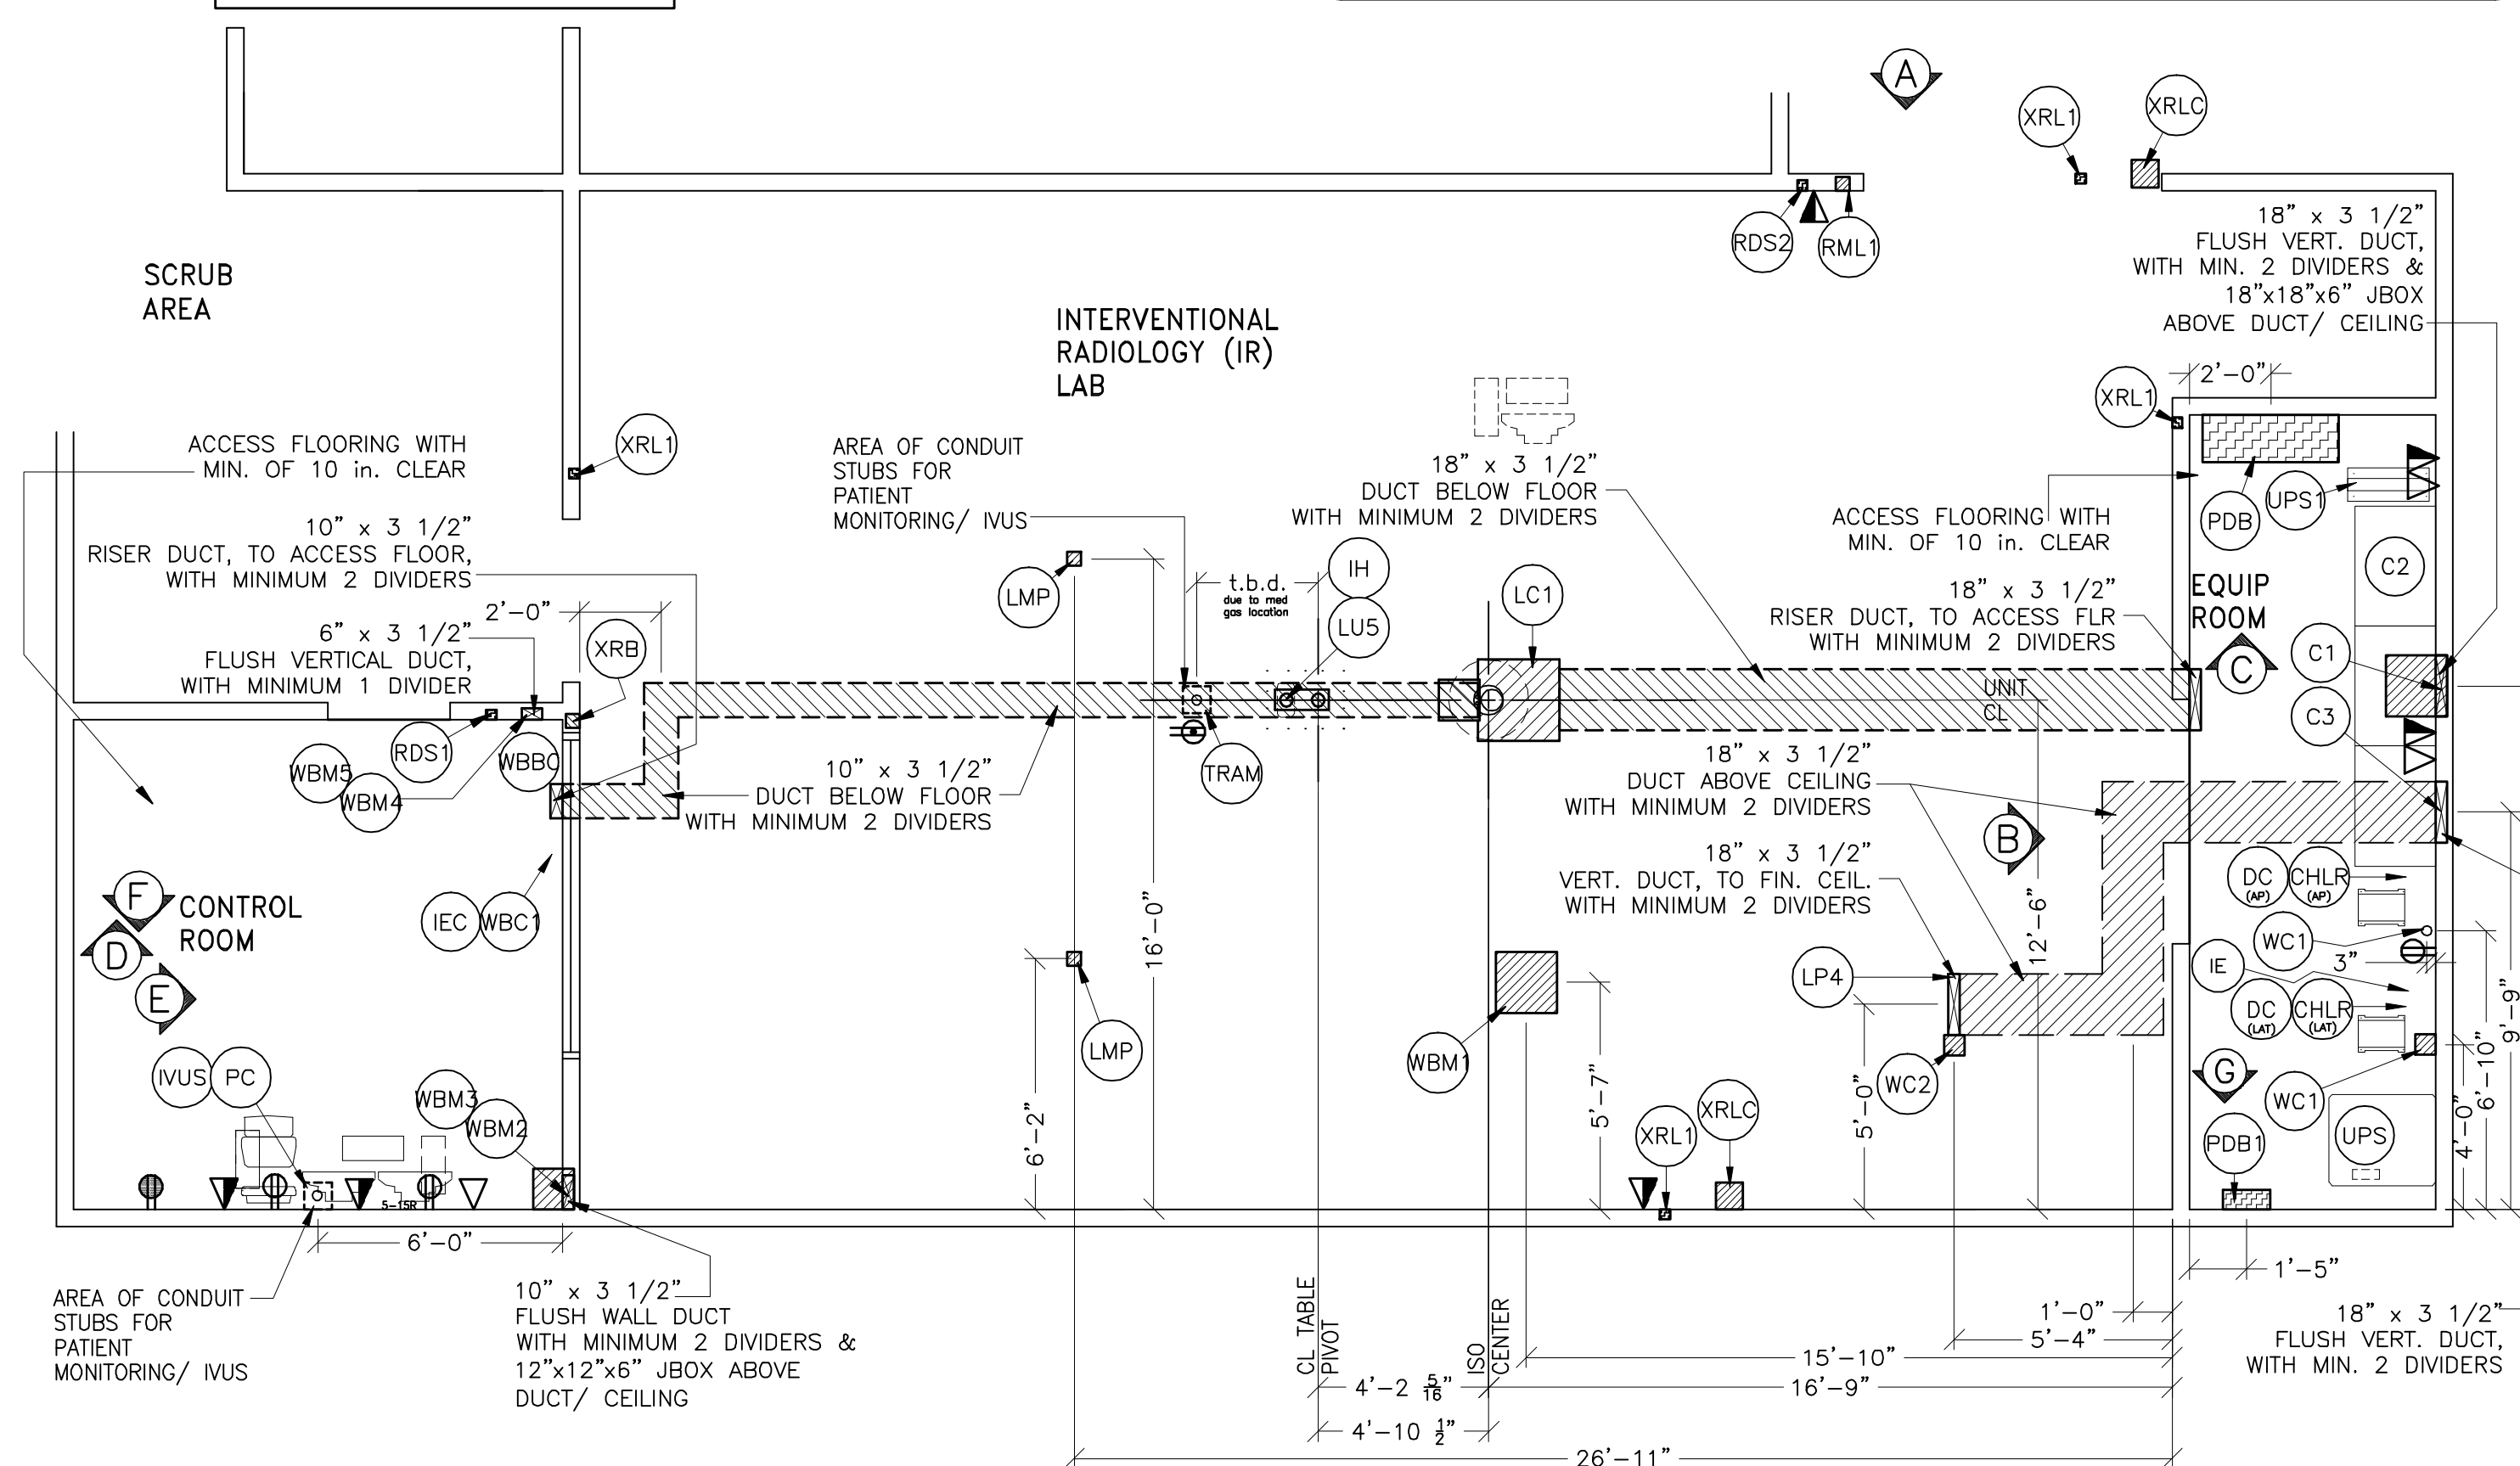 A
XRL1
XRLC
RDS2
RML1
18" x 3 1/2"
FLUSH VERT. DUCT,
WITH MIN. 2 DIVIDERS &
18"x18"x6" JBOX
ABOVE DUCT/ CEILING
SCRUB
AREA
INTERVENTIONAL
RADIOLOGY (IR)
LAB
2'-0"
XRL1
XRL1
ACCESS FLOORING WITH
MIN. OF 10 in. CLEAR
AREA OF CONDUIT
STUBS FOR
PATIENT
MONITORING/ IVUS
18" x 3 1/2"
DUCT BELOW FLOOR
WITH MINIMUM 2 DIVIDERS
ACCESS FLOORING WITH
MIN. OF 10 in. CLEAR
PDB
UPS1
C2
10" x 3 1/2"
RISER DUCT, TO ACCESS FLOOR,
WITH MINIMUM 2 DIVIDERS
2'-0"
6" x 3 1/2"
FLUSH VERTICAL DUCT,
WITH MINIMUM 1 DIVIDER
XRB
LMP
t.b.d.
due to med
gas location
IH
LU5
LC1
18" x 3 1/2"
RISER DUCT, TO ACCESS FLR
WITH MINIMUM 2 DIVIDERS
EQUIP
ROOM
C
C1
C3
UNIT
CL
RDS1
WBBC
WBM5
WBM4
TRAM
10" x 3 1/2"
DUCT BELOW FLOOR
WITH MINIMUM 2 DIVIDERS
18" x 3 1/2"
DUCT ABOVE CEILING
WITH MINIMUM 2 DIVIDERS
B
18" x 3 1/2"
VERT. DUCT, TO FIN. CEIL.
WITH MINIMUM 2 DIVIDERS
DC
(AP)
CHLR
(AP)
F
CONTROL
ROOM
D
E
IEC
WBC1
16'-0"
12'-6"
WC1
3"
IE
DC
(LAT)
CHLR
(LAT)
LP4
9'-9"
IVUS
PC
WBM3
WBM2
LMP
WBM1
WC2
G
WC1
6'-10"
6'-2"
5'-7"
XRL1
XRLC
5'-0"
PDB1
UPS
4'-0"
5-15R
6'-0"
1'-5"
AREA OF CONDUIT
STUBS FOR
PATIENT
MONITORING/ IVUS
10" x 3 1/2"
FLUSH WALL DUCT
WITH MINIMUM 2 DIVIDERS &
12"x12"x6" JBOX ABOVE
DUCT/ CEILING
CL TABLE
PIVOT
ISO
CENTER
1'-0"
5'-4"
15'-10"
4'-2 5/16"
16'-9"
4'-10 1/2"
26'-11"
18" x 3 1/2"
FLUSH VERT. DUCT,
WITH MIN. 2 DIVIDERS